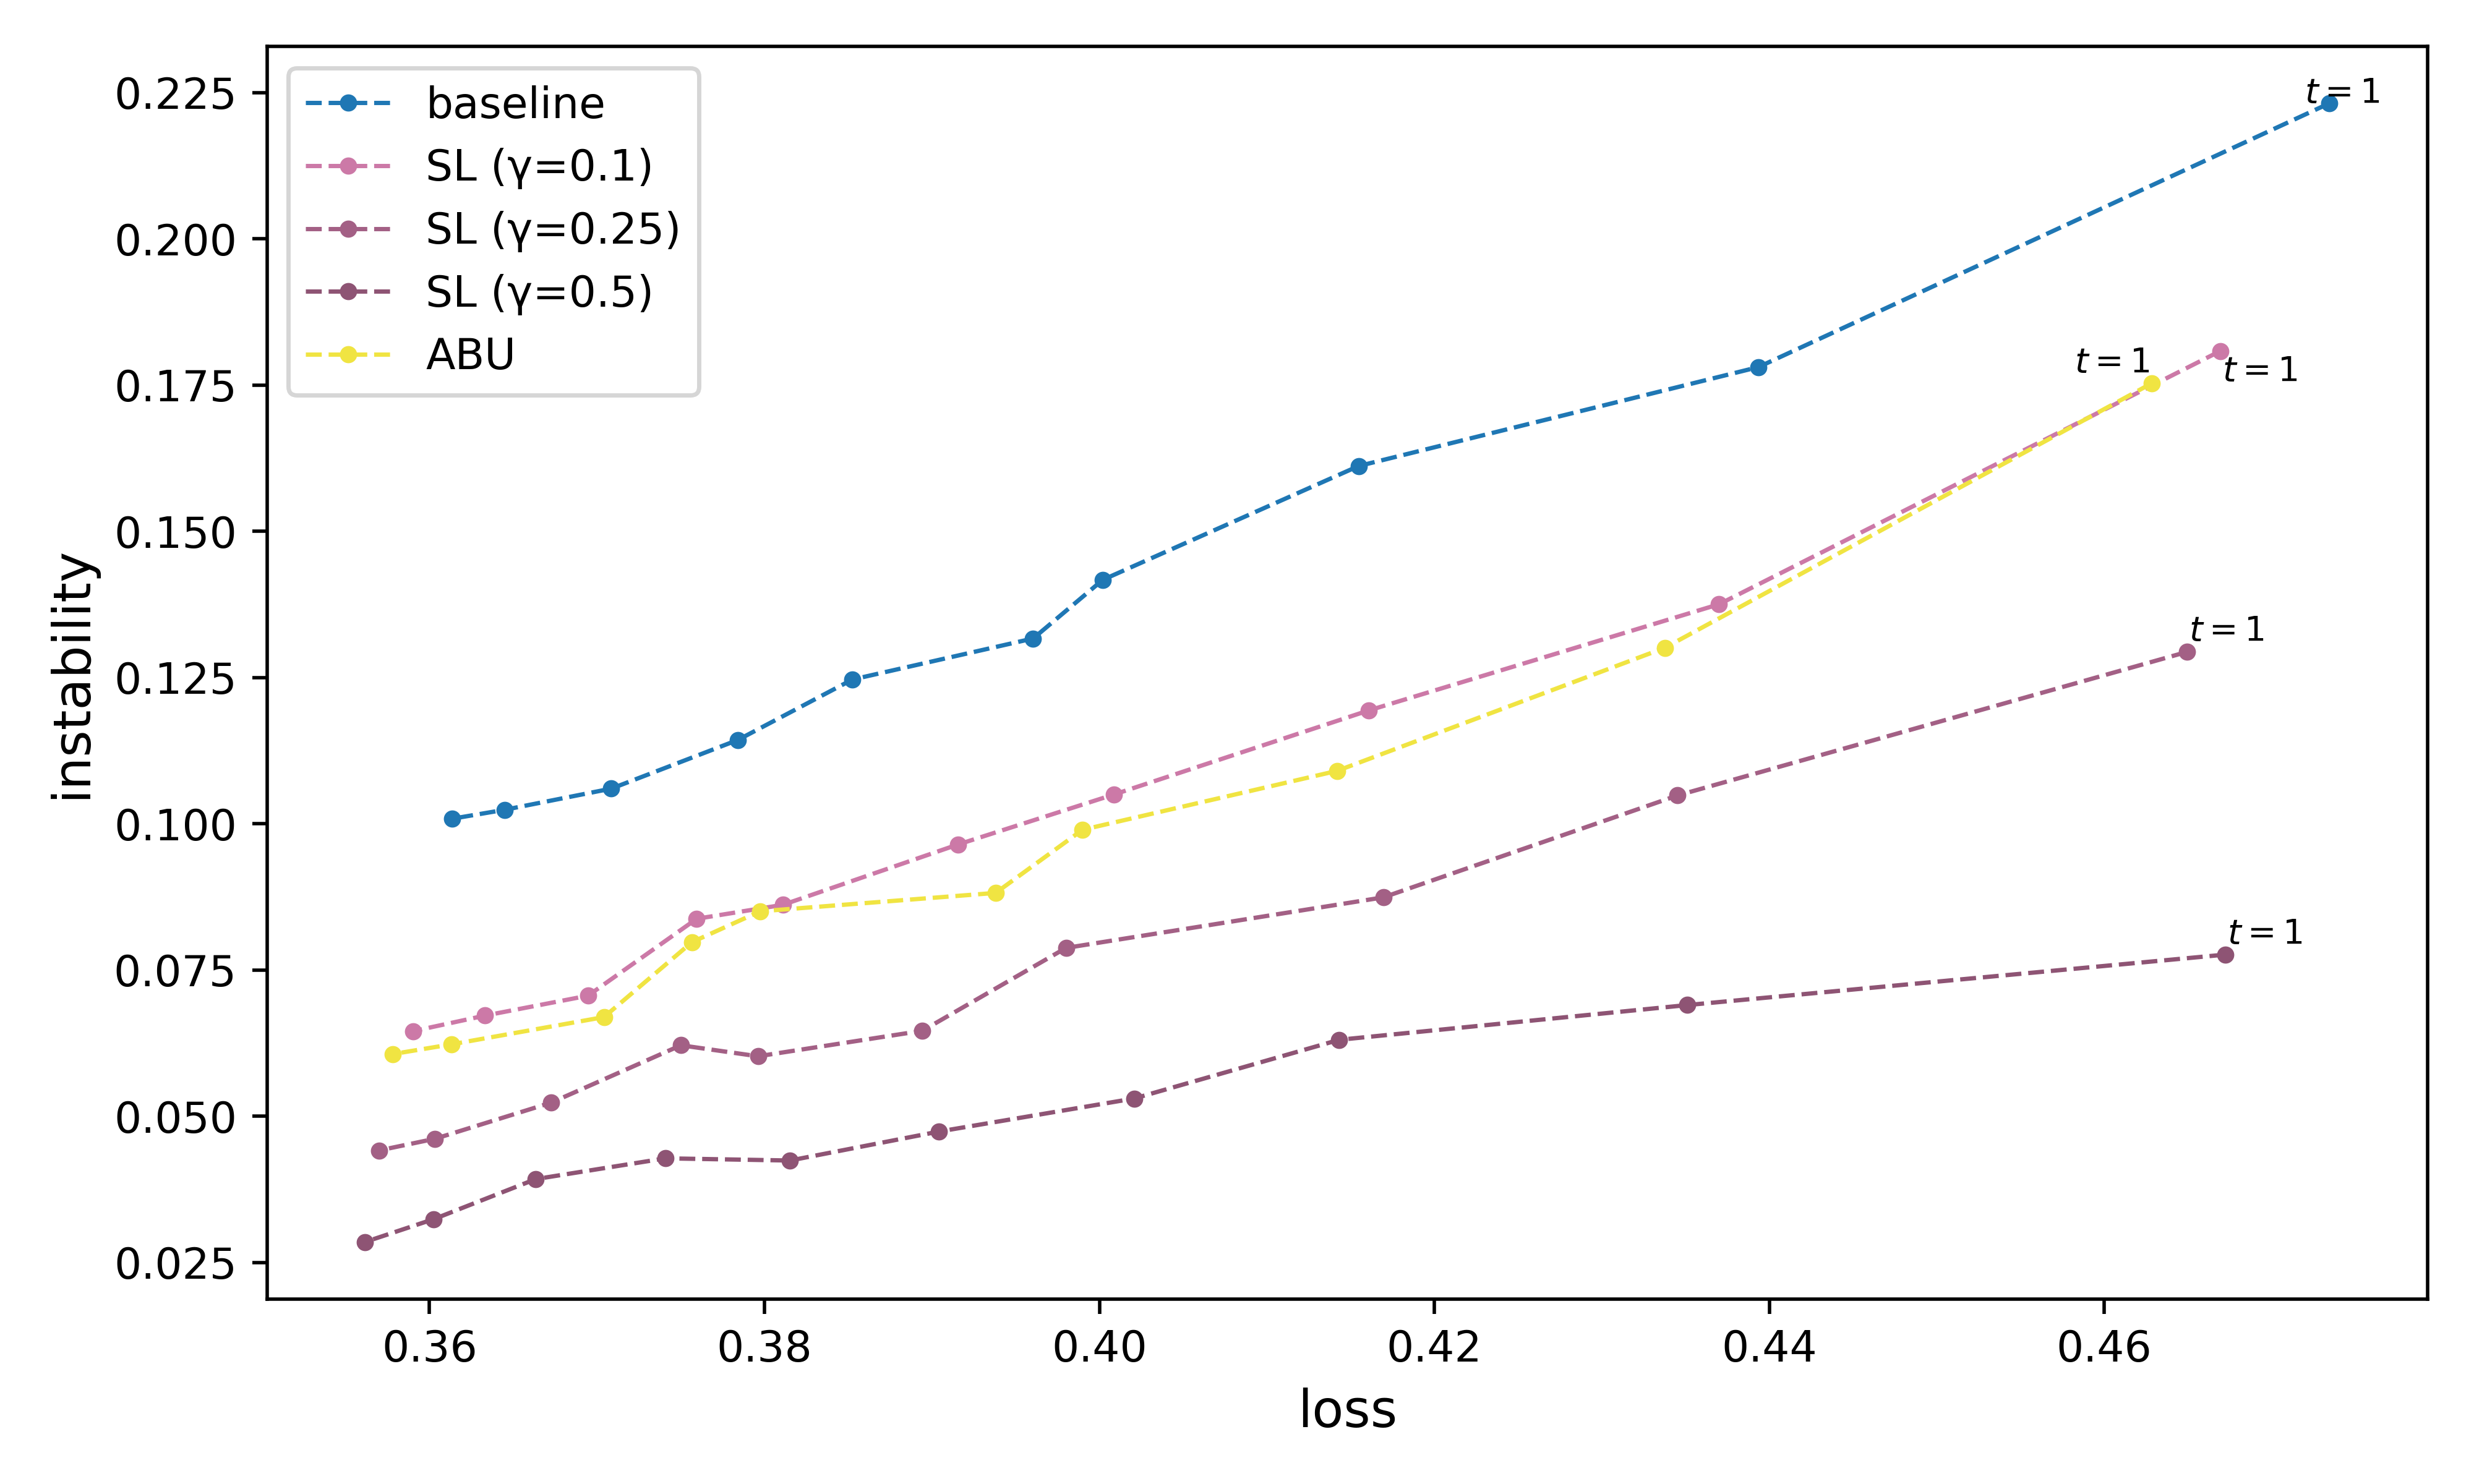 0.225
0.200
0.175
0.150
0.125
0.100
0.075
0.050
0.025
instability
baseline
SL (γ=0.1)
SL (γ=0.25)
SL (γ=0.5)
ABU
t = 1
t = 1
t = 1
t = 1
t = 1
0.36 0.38 0.40 0.42 0.44 0.46
loss